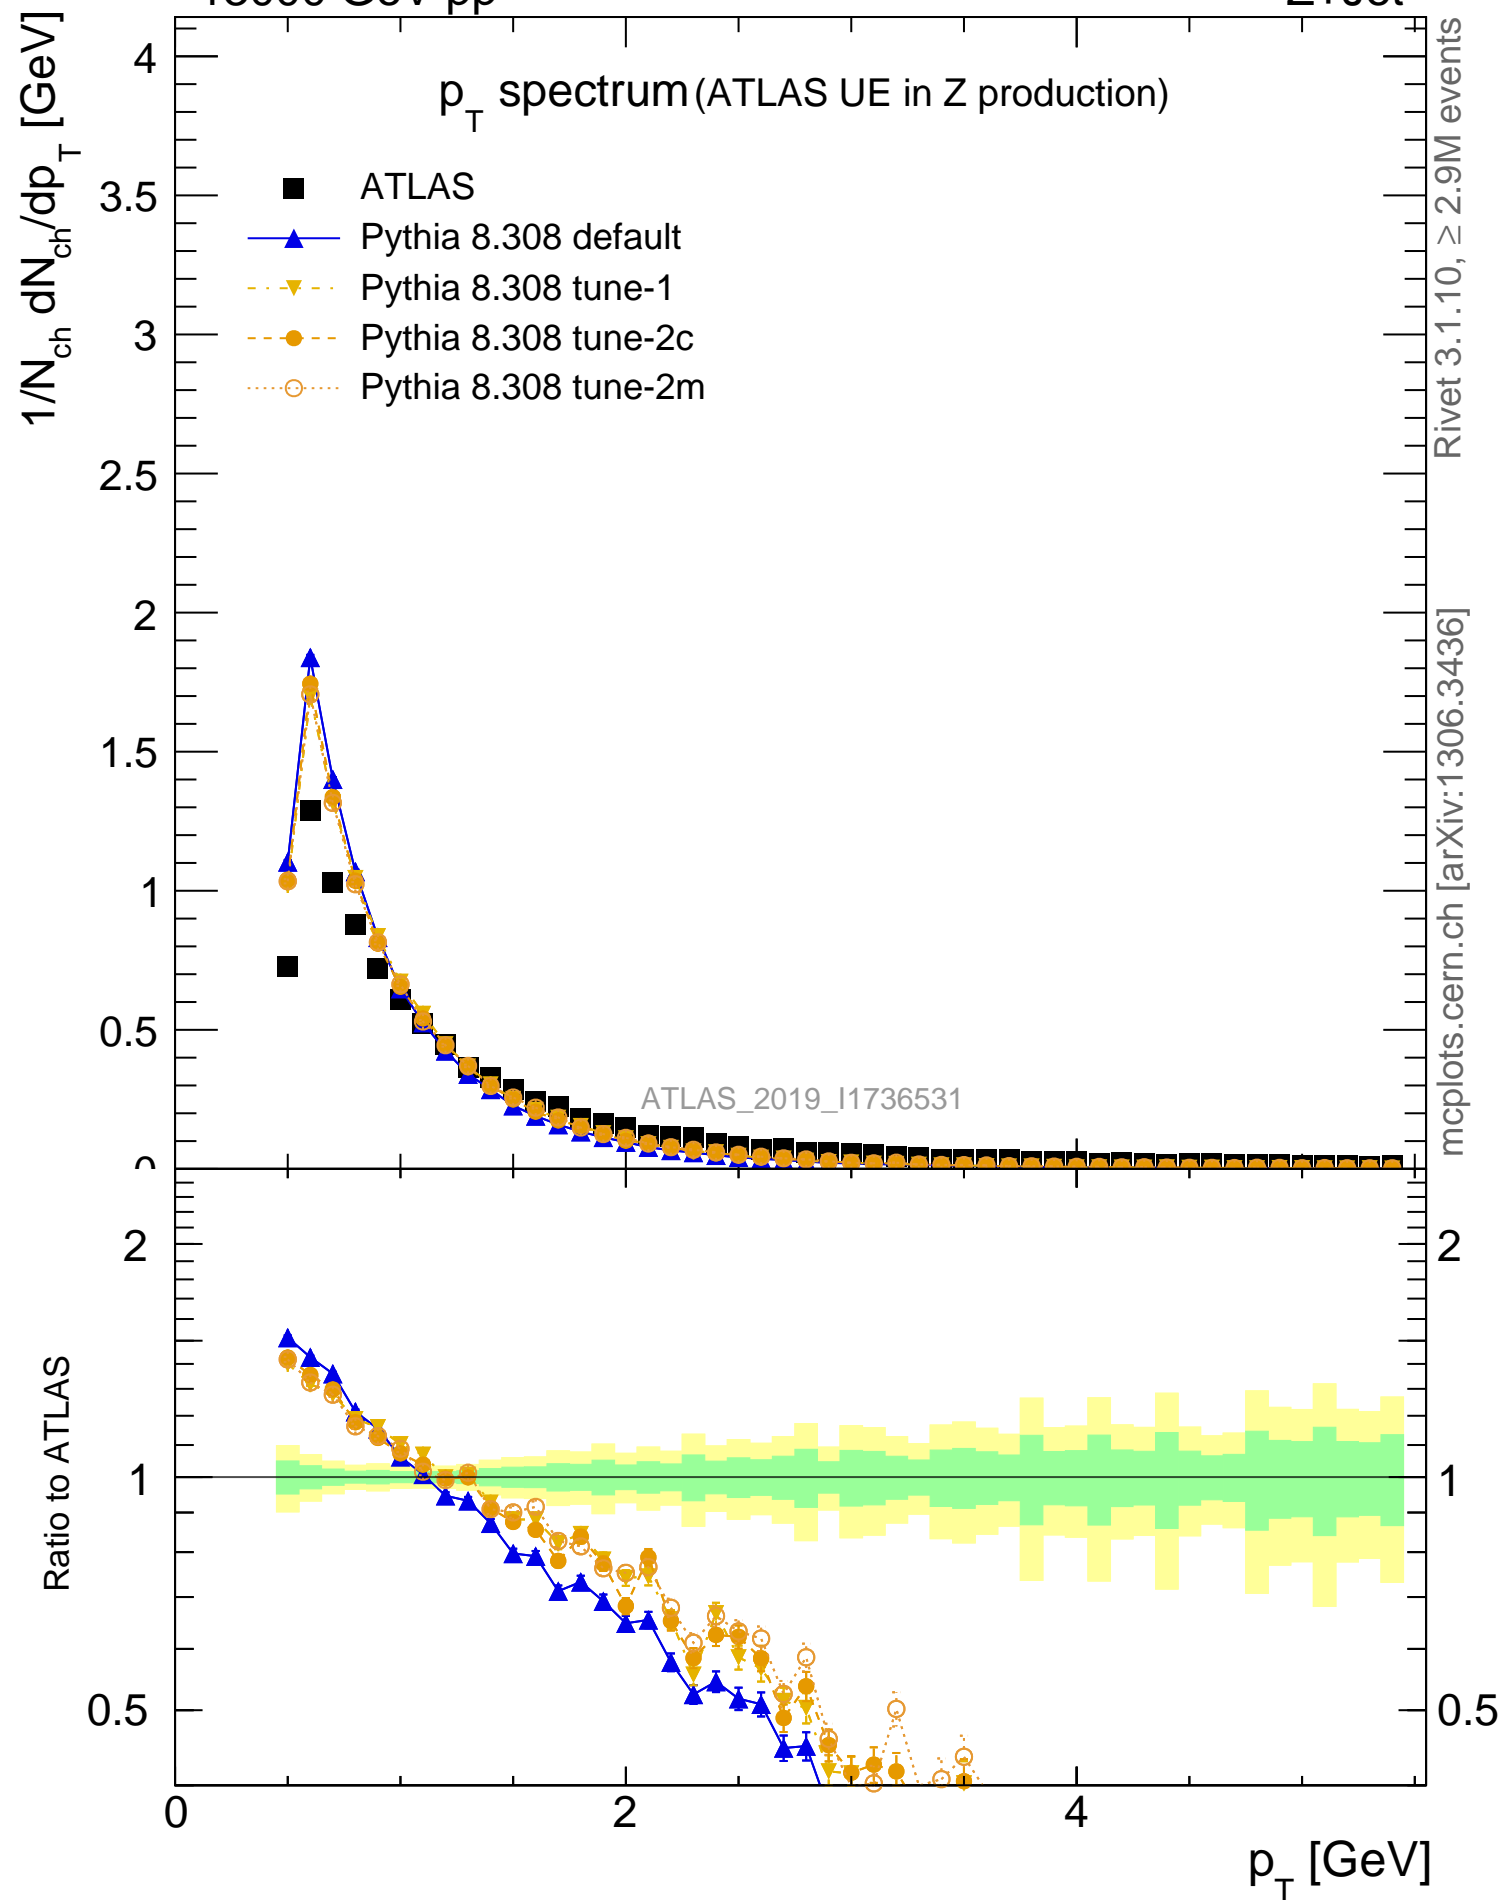 pp
4
3.5
3
2.5
2
1.5
1
0.5
0
1/N_ch dN_ch/dp_T [GeV]
p_T spectrum (ATLAS UE in Z production)
ATLAS
Pythia 8.308 default
Pythia 8.308 tune-1
Pythia 8.308 tune-2c
Pythia 8.308 tune-2m
ATLAS_2019_I1736531
Rivet 3.1.10, ≥ 2.9M events
mcplots.cern.ch [arXiv:1306.3436]
Ratio to ATLAS
2
1
0.5
2
1
0.5
0
2
4
p_T [GeV]